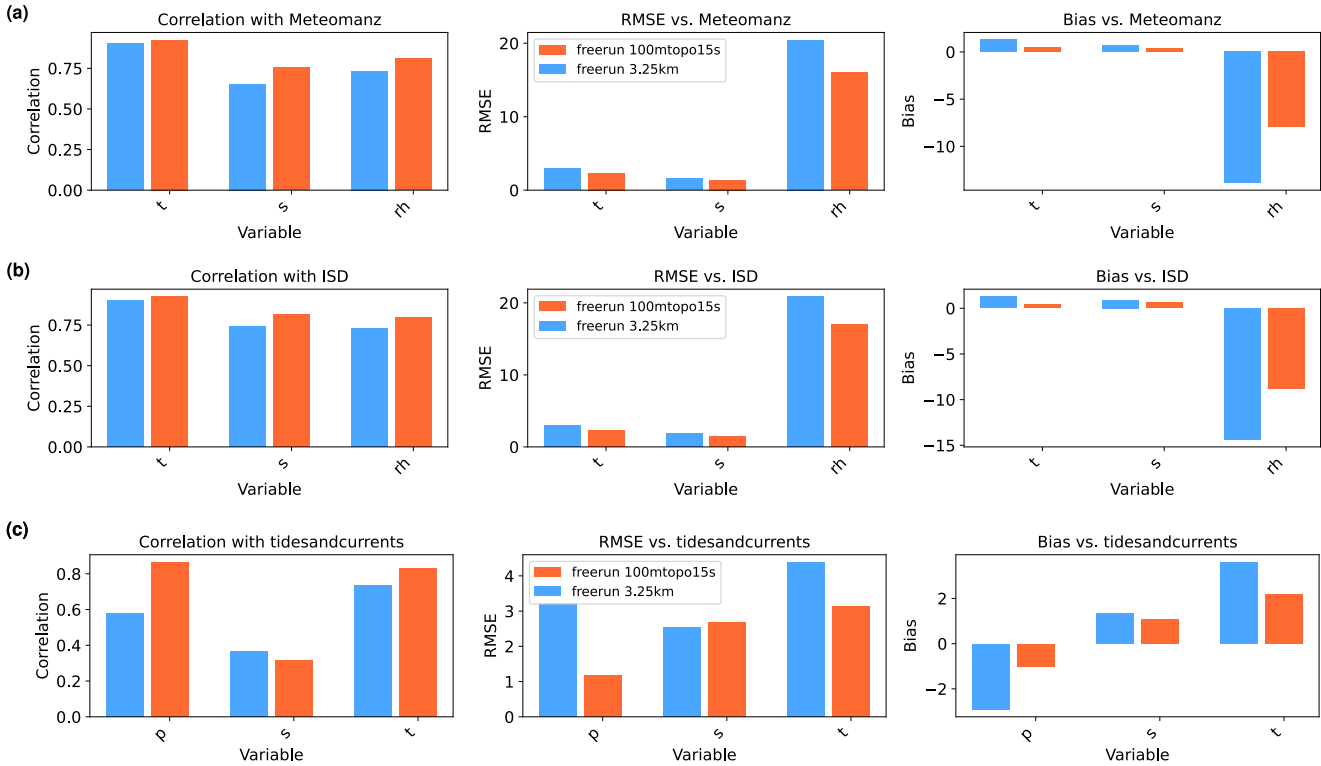 (a)
Correlation with Meteomanz
RMSE vs. Meteomanz
Bias vs. Meteomanz
Correlation
0.75
0.50
0.25
0.00
t
s
rh
Variable
RMSE
20
10
0
freerun 100mtopo15s
freerun 3.25km
t
s
rh
Variable
Bias
0
−5
−10
t
s
rh
Variable
(b)
Correlation with ISD
RMSE vs. ISD
Bias vs. ISD
Correlation
0.75
0.50
0.25
0.00
t
s
rh
Variable
RMSE
20
10
0
freerun 100mtopo15s
freerun 3.25km
t
s
rh
Variable
Bias
0
−5
−10
−15
t
s
rh
Variable
(c)
Correlation with tidesandcurrents
RMSE vs. tidesandcurrents
Bias vs. tidesandcurrents
Correlation
0.8
0.6
0.4
0.2
0.0
p
s
t
Variable
RMSE
4
3
2
1
0
freerun 100mtopo15s
freerun 3.25km
p
s
t
Variable
Bias
2
0
−2
p
s
t
Variable